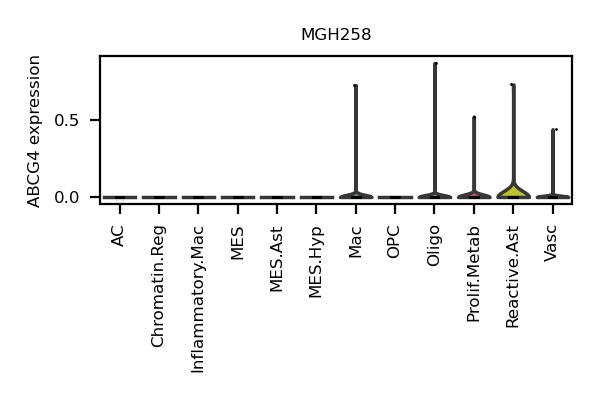 MGH258
ABCG4 expression
0.5
0.0
AC
Chromatin.Reg
Inflammatory.Mac
MES
MES.Ast
MES.Hyp
Mac
OPC
Oligo
Prolif.Metab
Reactive.Ast
Vasc